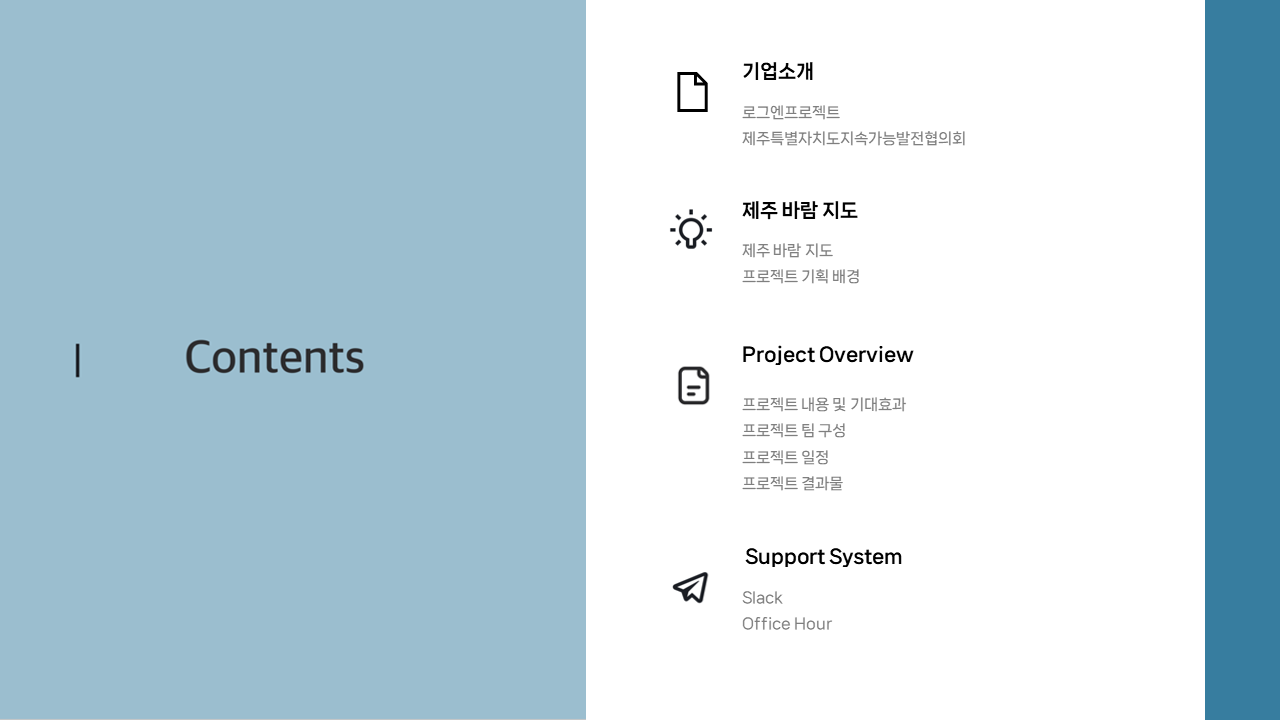 | Contents
기업소개
로그엔프로젝트
제주특별자치도지속가능발전협의회
제주 바람 지도
제주 바람 지도
프로젝트 기획 배경
Project Overview
프로젝트 내용 및 기대효과
프로젝트 팀 구성
프로젝트 일정
프로젝트 결과물
Support System
Slack
Office Hour